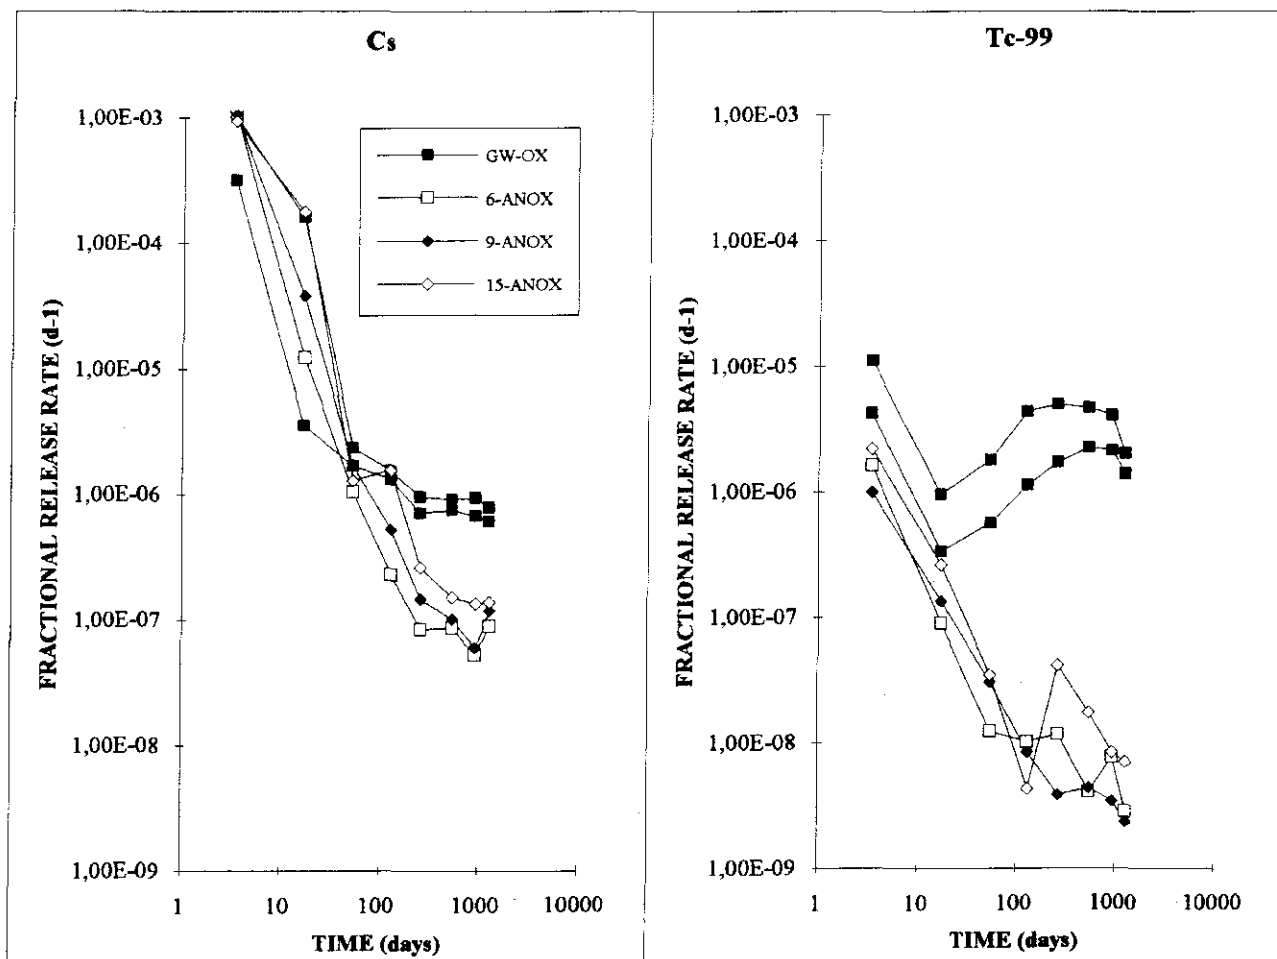 Cs
1,00E-03
1,00E-04
1,00E-05
1,00E-06
1,00E-07
1,00E-08
1,00E-09
FRACTIONAL RELEASE RATE (d-1)
GW-OX
6-ANOX
9-ANOX
15-ANOX
1 10 100 1000 10000
TIME (days)
Tc-99
1,00E-03
1,00E-04
1,00E-05
1,00E-06
1,00E-07
1,00E-08
1,00E-09
FRACTIONAL RELEASE RATE (d-1)
1 10 100 1000 10000
TIME (days)